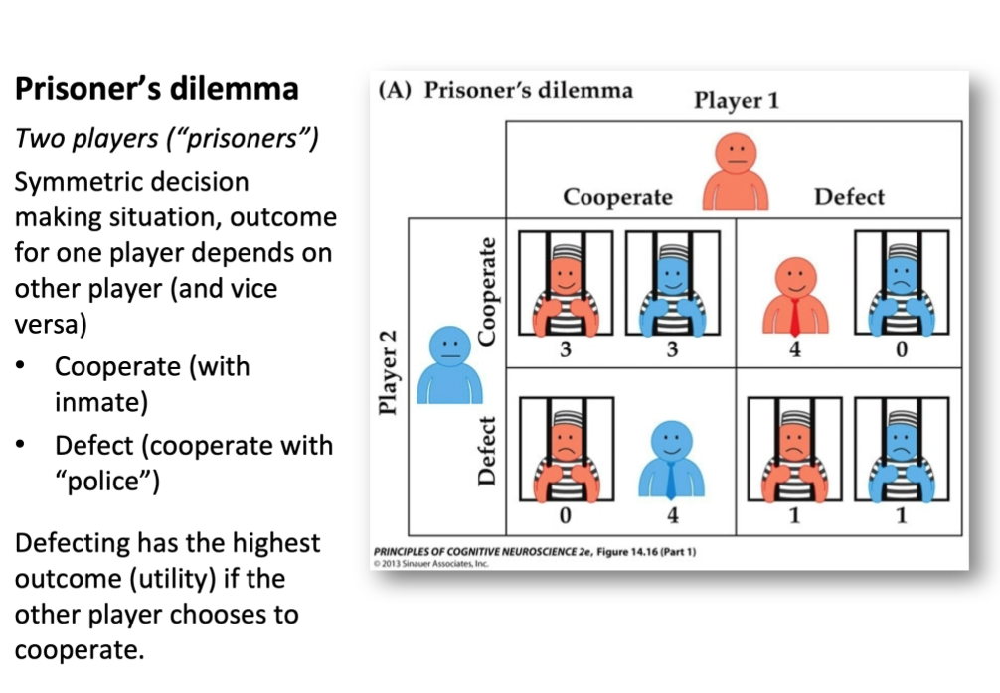 Prisoner’s dilemma
Two players (“prisoners”)
Symmetric decision
making situation, outcome
for one player depends on
other player (and vice
versa)
• Cooperate (with
inmate)
• Defect (cooperate with
“police”)
Defecting has the highest
outcome (utility) if the
other player chooses to
cooperate.
(A) Prisoner’s dilemma
Player 1
Cooperate Defect
Player 2
Cooperate
3 3 4 0
Defect
0 4 1 1
PRINCIPLES OF COGNITIVE NEUROSCIENCE 2e, Figure 14.16 (Part 1)
© 2013 Sinauer Associates, Inc.